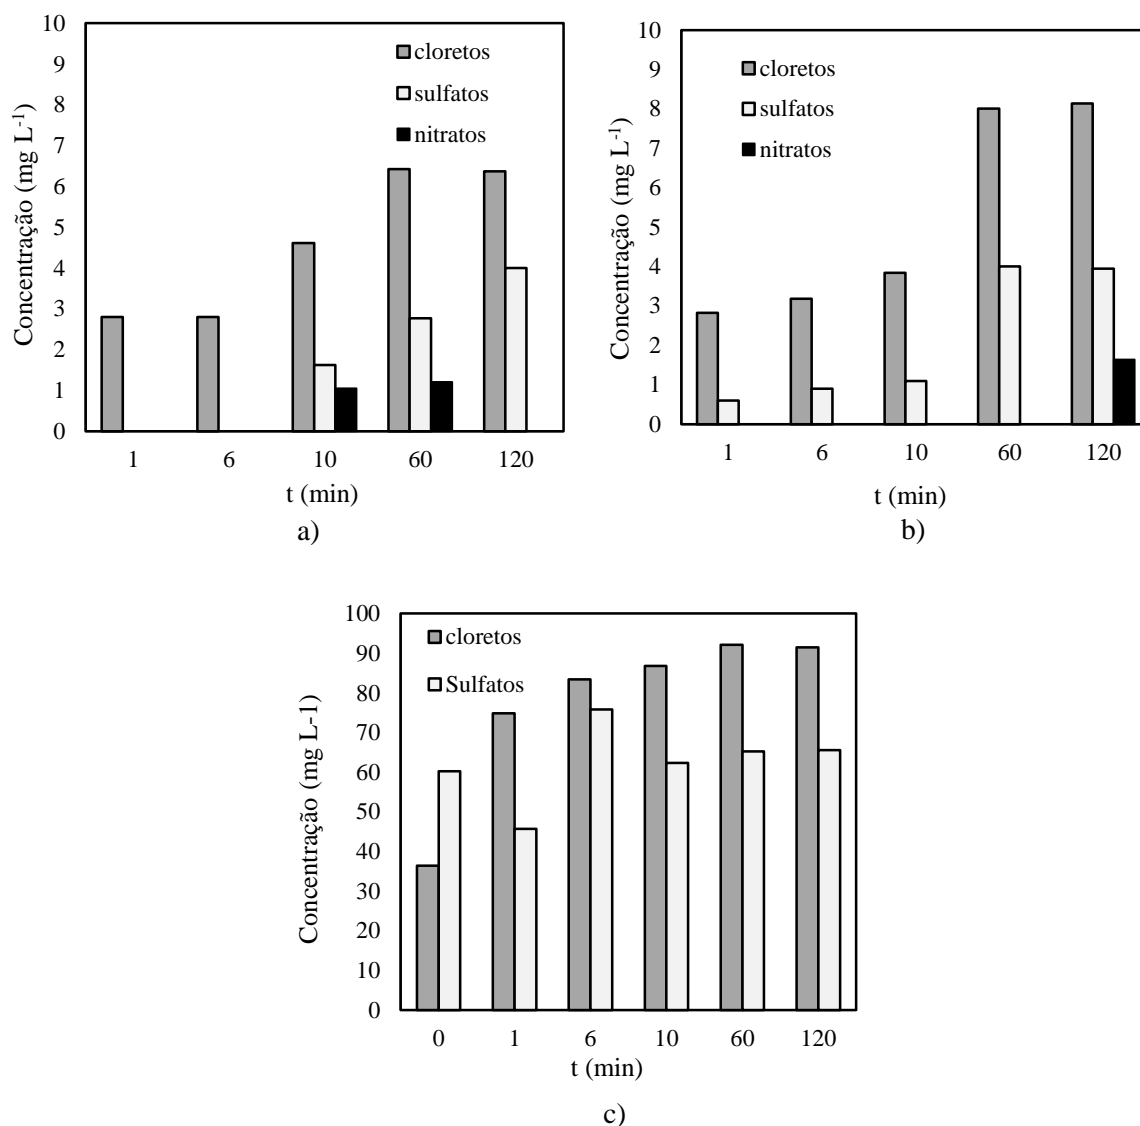 10
9
8
7
6
5
4
3
2
1
0
Concentração (mg L-1)
cloretos
sulfatos
nitratos
1 6 10 60 120
t (min)
a)
10
9
8
7
6
5
4
3
2
1
0
Concentração (mg L-1)
cloretos
sulfatos
nitratos
1 6 10 60 120
t (min)
b)
100
90
80
70
60
50
40
30
20
10
0
Concentração (mg L-1)
cloretos
Sulfatos
0 1 6 10 60 120
t (min)
c)